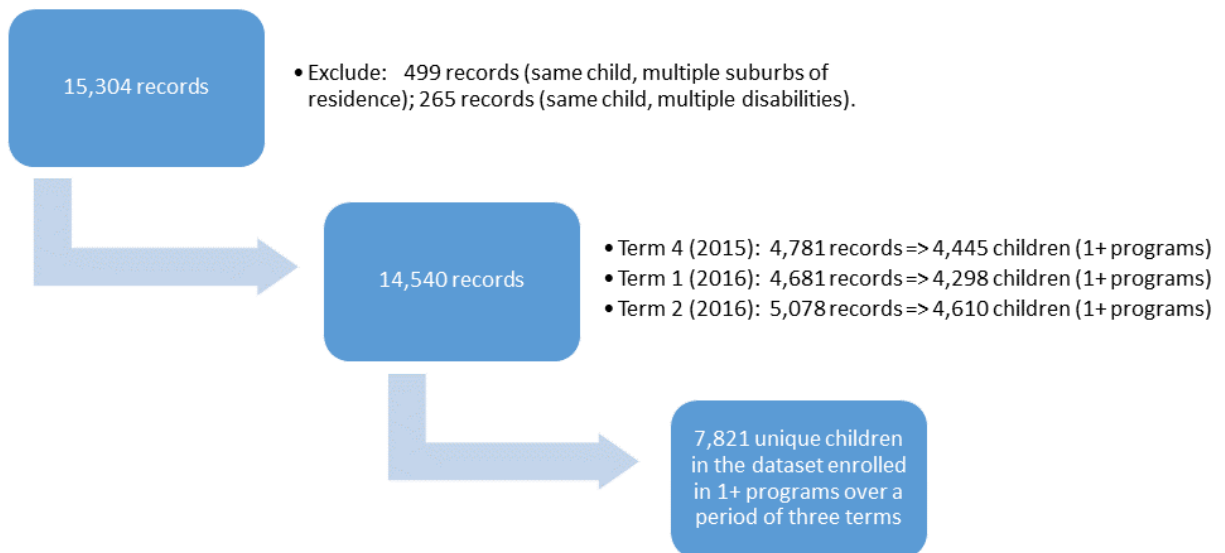 15,304 records
• Exclude: 499 records (same child, multiple suburbs of
residence); 265 records (same child, multiple disabilities).
14,540 records
• Term 4 (2015): 4,781 records => 4,445 children (1+ programs)
• Term 1 (2016): 4,681 records => 4,298 children (1+ programs)
• Term 2 (2016): 5,078 records => 4,610 children (1+ programs)
7,821 unique children
in the dataset enrolled
in 1+ programs over a
period of three terms